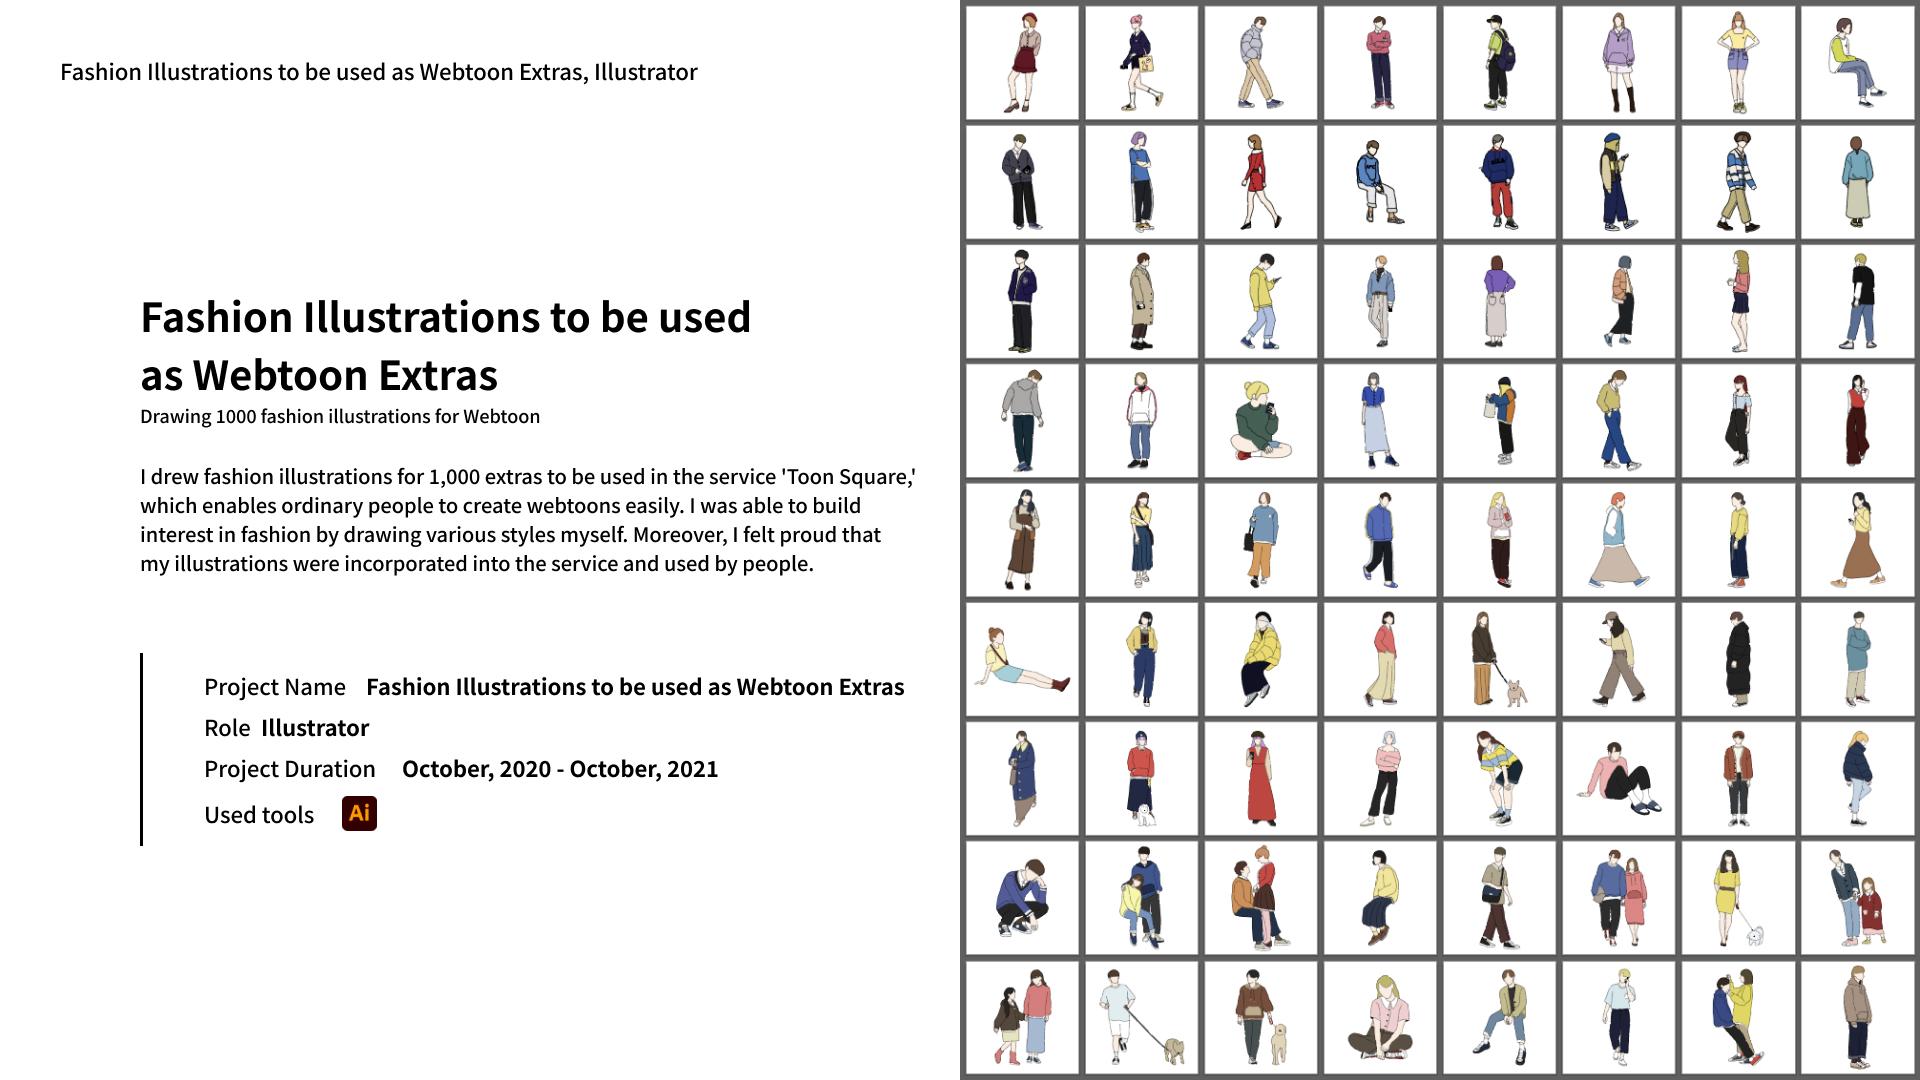 Fashion Illustrations to be used as Webtoon Extras, Illustrator
Fashion Illustrations to be used
as Webtoon Extras
Drawing 1000 fashion illustrations for Webtoon
I drew fashion illustrations for 1,000 extras to be used in the service 'Toon Square,'
which enables ordinary people to create webtoons easily. I was able to build
interest in fashion by drawing various styles myself. Moreover, I felt proud that
my illustrations were incorporated into the service and used by people.
Project Name Fashion Illustrations to be used as Webtoon Extras
Role Illustrator
Project Duration October, 2020 - October, 2021
Used tools Ai